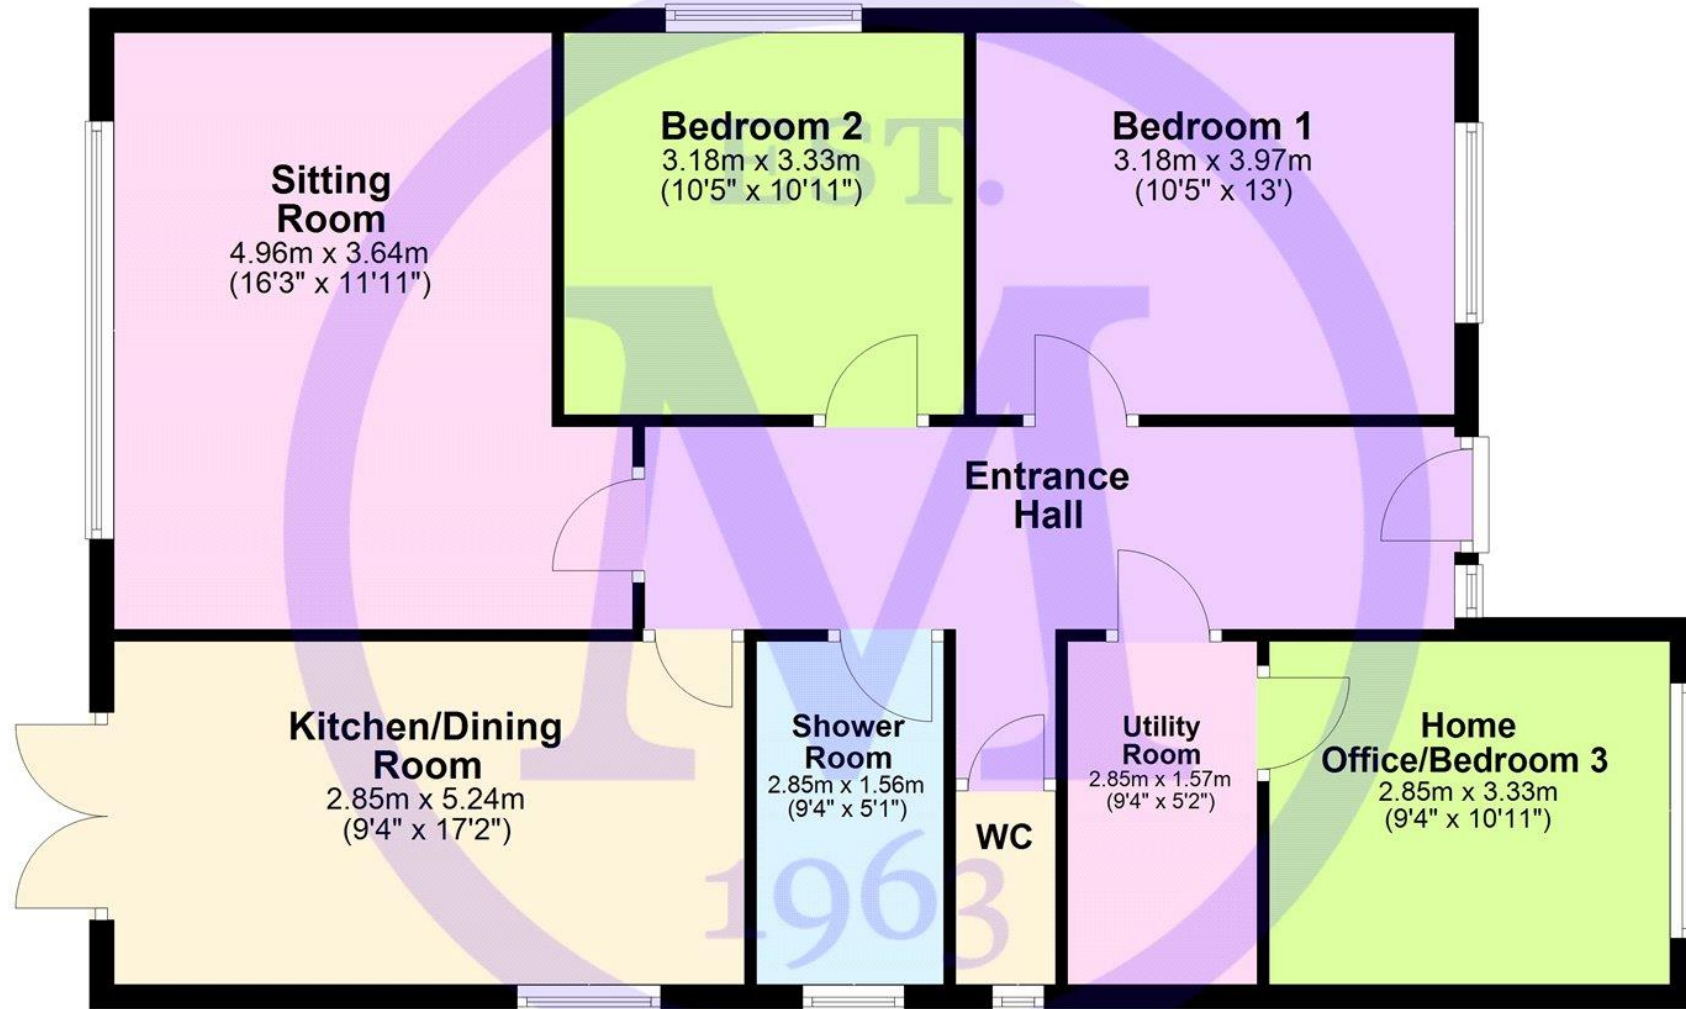 Sitting
Room
4.96m x 3.64m
(16'3" x 11'11")
Bedroom 2
3.18m x 3.33m
(10'5" x 10'11")
Bedroom 1
3.18m x 3.97m
(10'5" x 13')
EST.
M
Entrance
Hall
Kitchen/Dining
Room
2.85m x 5.24m
(9'4" x 17'2")
Shower
Room
2.85m x 1.56m
(9'4" x 5'1")
WC
Utility
Room
2.85m x 1.57m
(9'4" x 5'2")
Home
Office/Bedroom 3
2.85m x 3.33m
(9'4" x 10'11")
1963